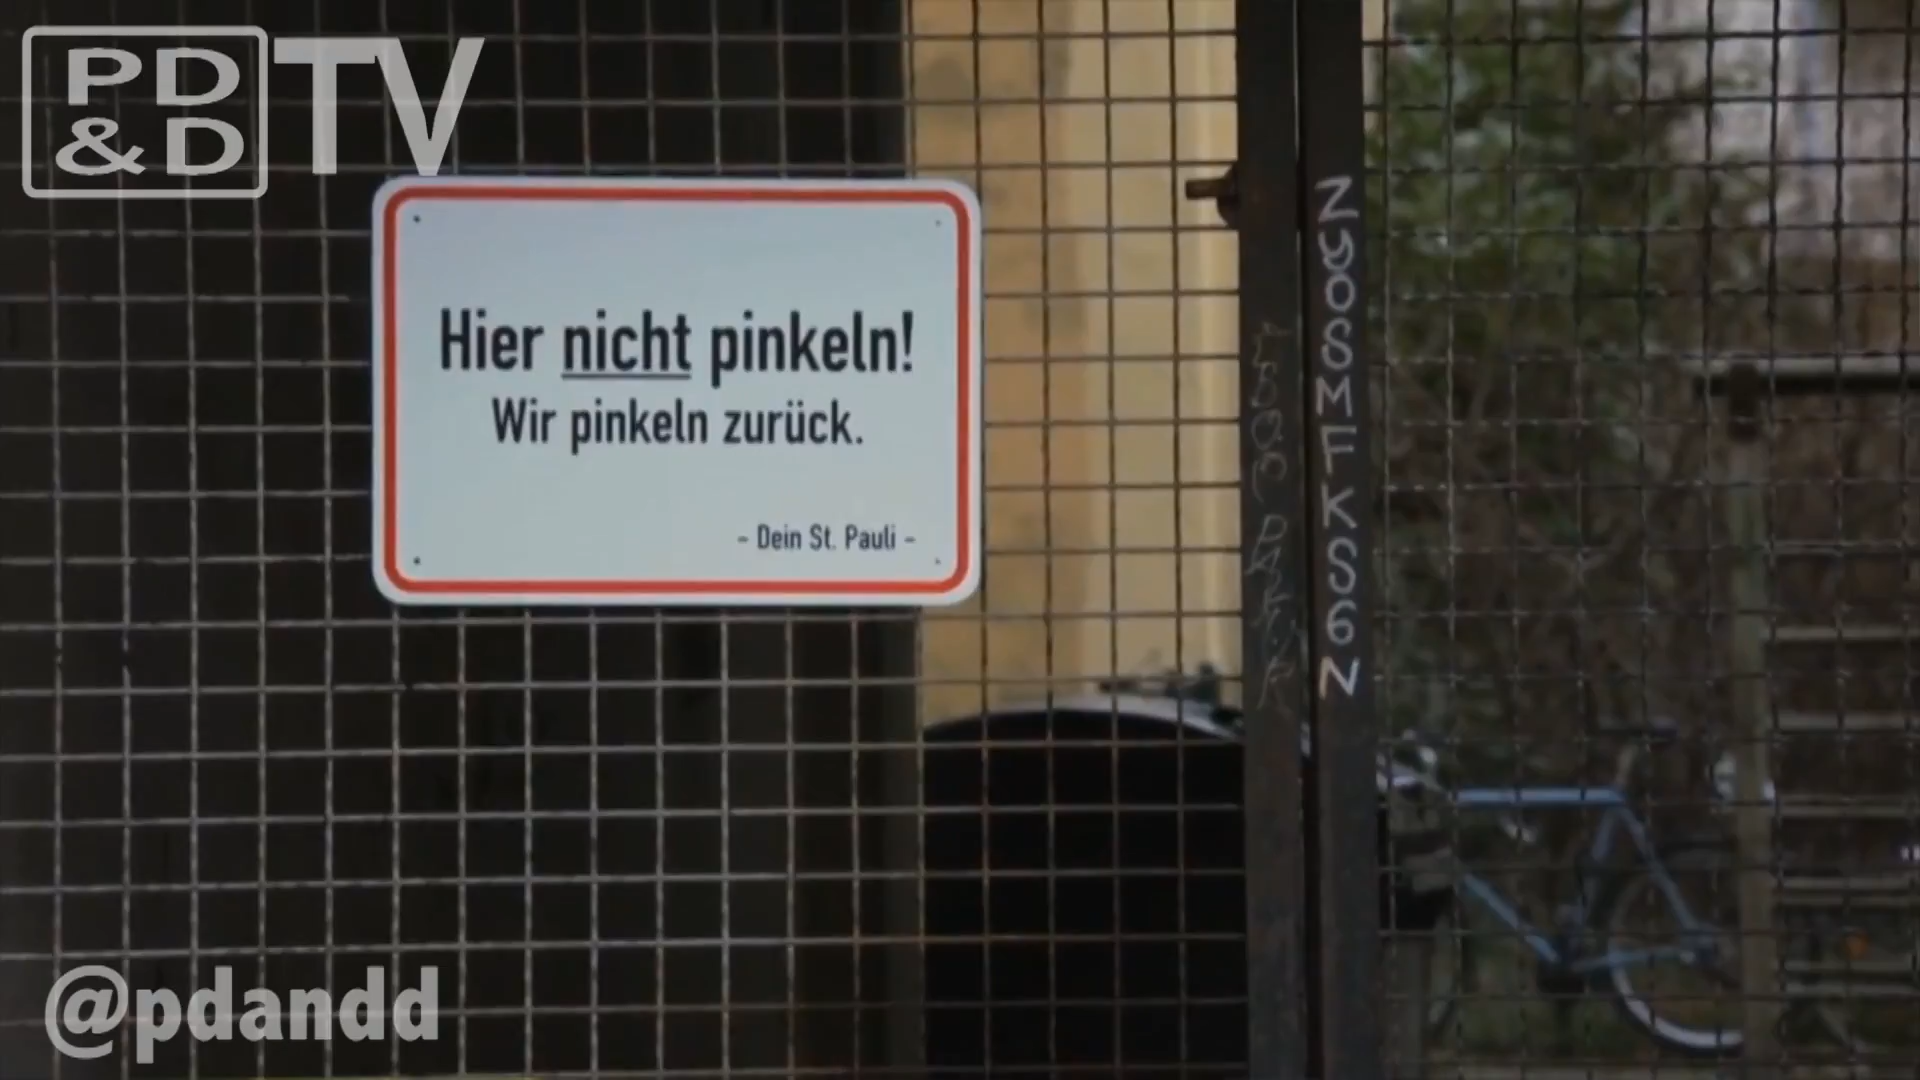 PD
&D
TV
Hier nicht pinkeln!
Wir pinkeln zurück.
- Dein St. Pauli -
@pdandd